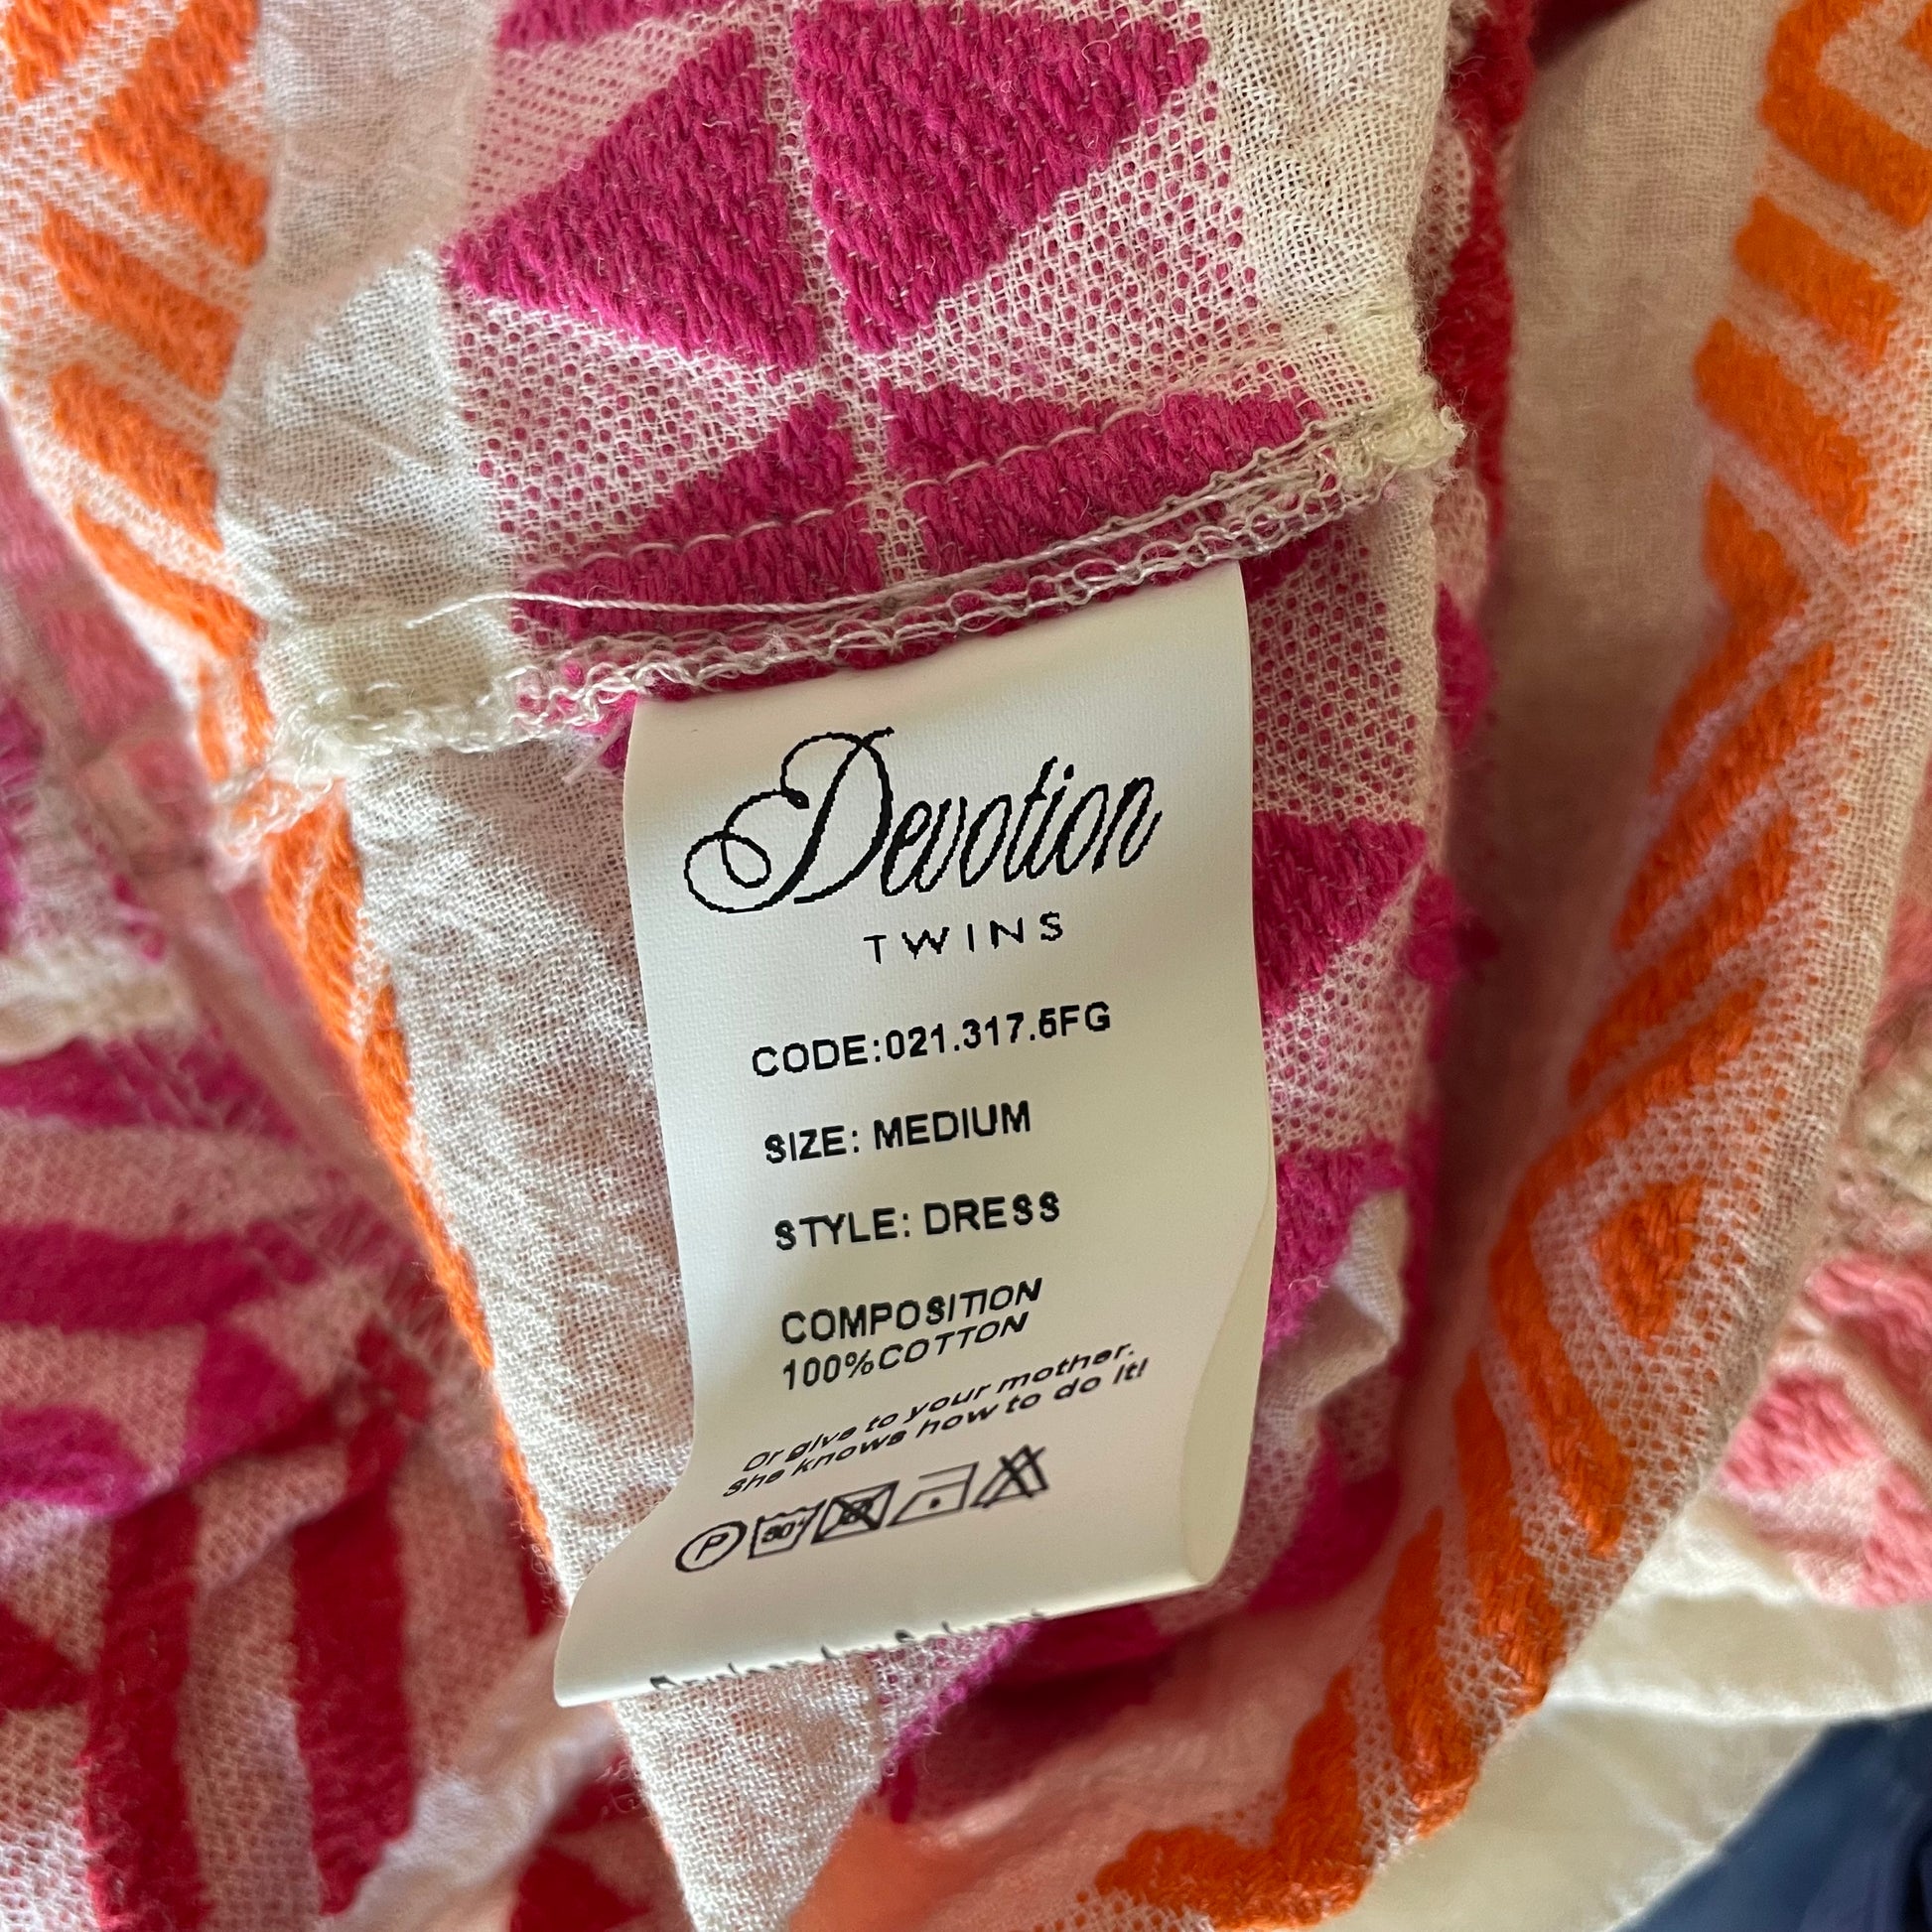 Devotion
TWINS
CODE:021.317.5FG
SIZE: MEDIUM
STYLE: DRESS
COMPOSITION
100%COTTON
Or give to your mother.
She knows how to do it!
P 30°